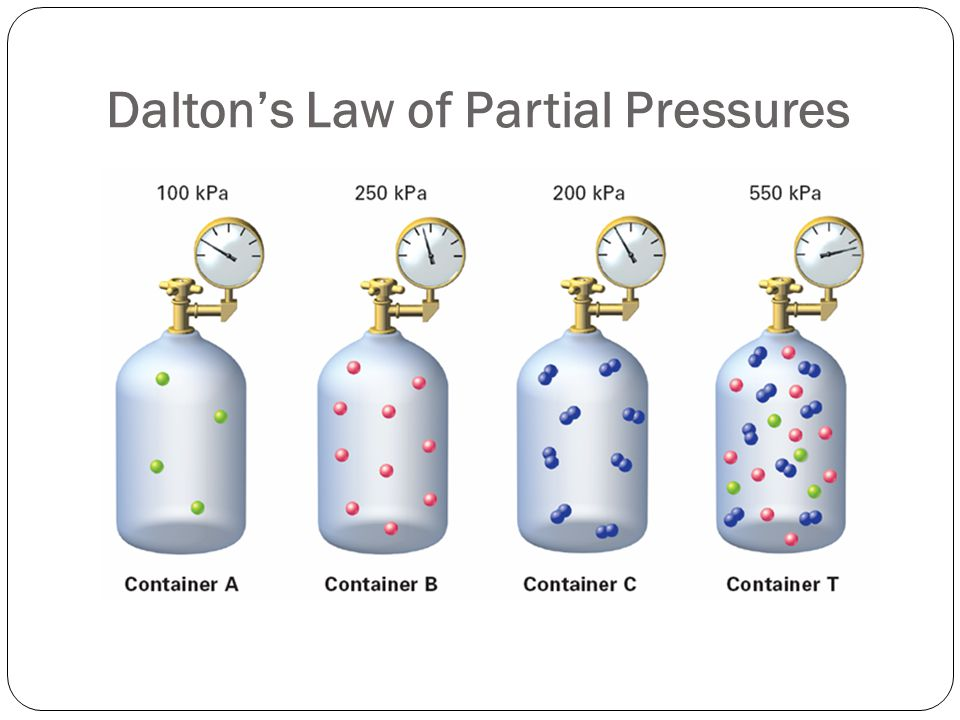 Dalton’s Law of Partial Pressures
100 kPa 250 kPa 200 kPa 550 kPa
Container A Container B Container C Container T